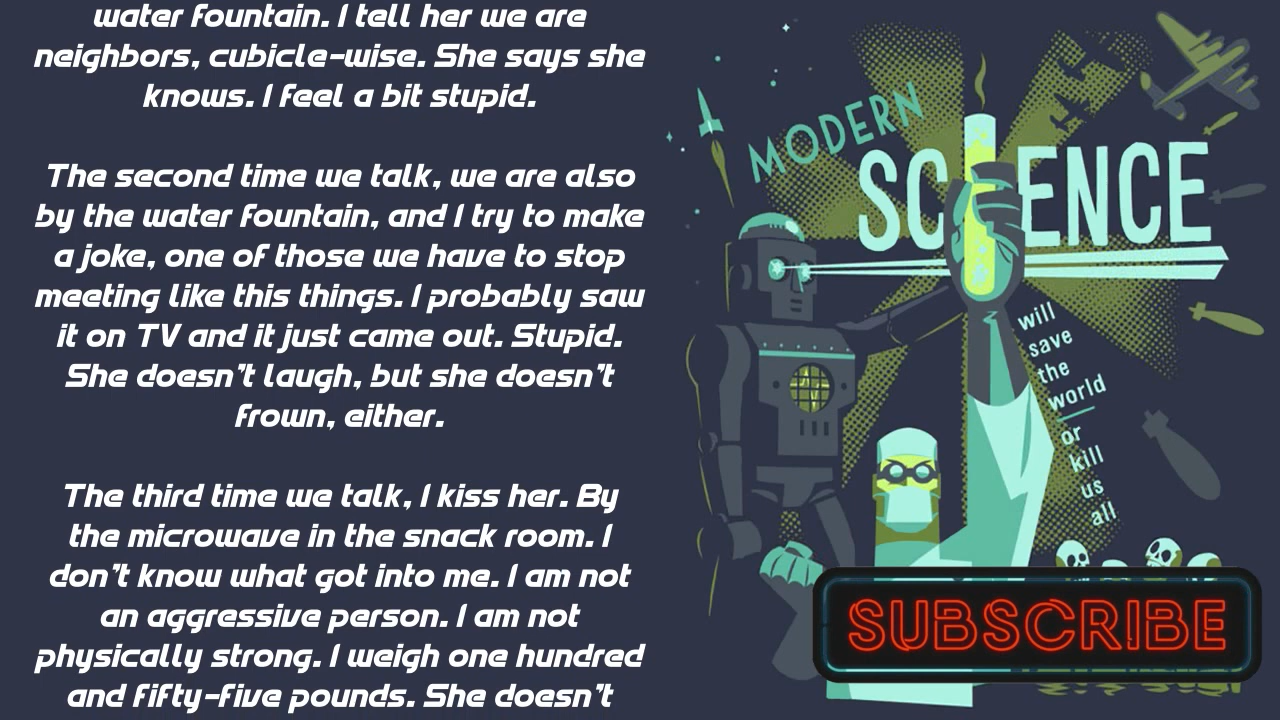 water fountain. I tell her we are
neighbors, cubicle-wise. She says she
knows. I feel a bit stupid.
The second time we talk, we are also
by the water fountain, and I try to make
a joke, one of those we have to stop
meeting like this things. I probably saw
it on TV and it just came out. Stupid.
She doesn't laugh, but she doesn't
frown, either.
The third time we talk, I kiss her. By
the microwave in the snack room. I
don't know what got into me. I am not
an aggressive person. I am not
physically strong. I weigh one hundred
and fifty-five pounds. She doesn't
MODERN
SCIENCE
will
save
the
world
or
kill
us
all
SUBSCRIBE